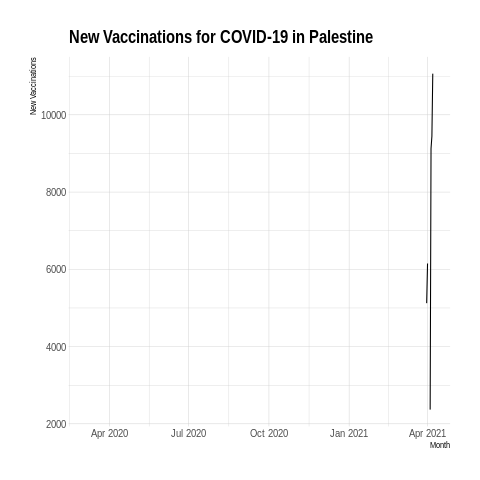 New Vaccinations for COVID-19 in Palestine
New Vaccinations
10000
8000
6000
4000
2000
Apr 2020
Jul 2020
Oct 2020
Jan 2021
Apr 2021
Month